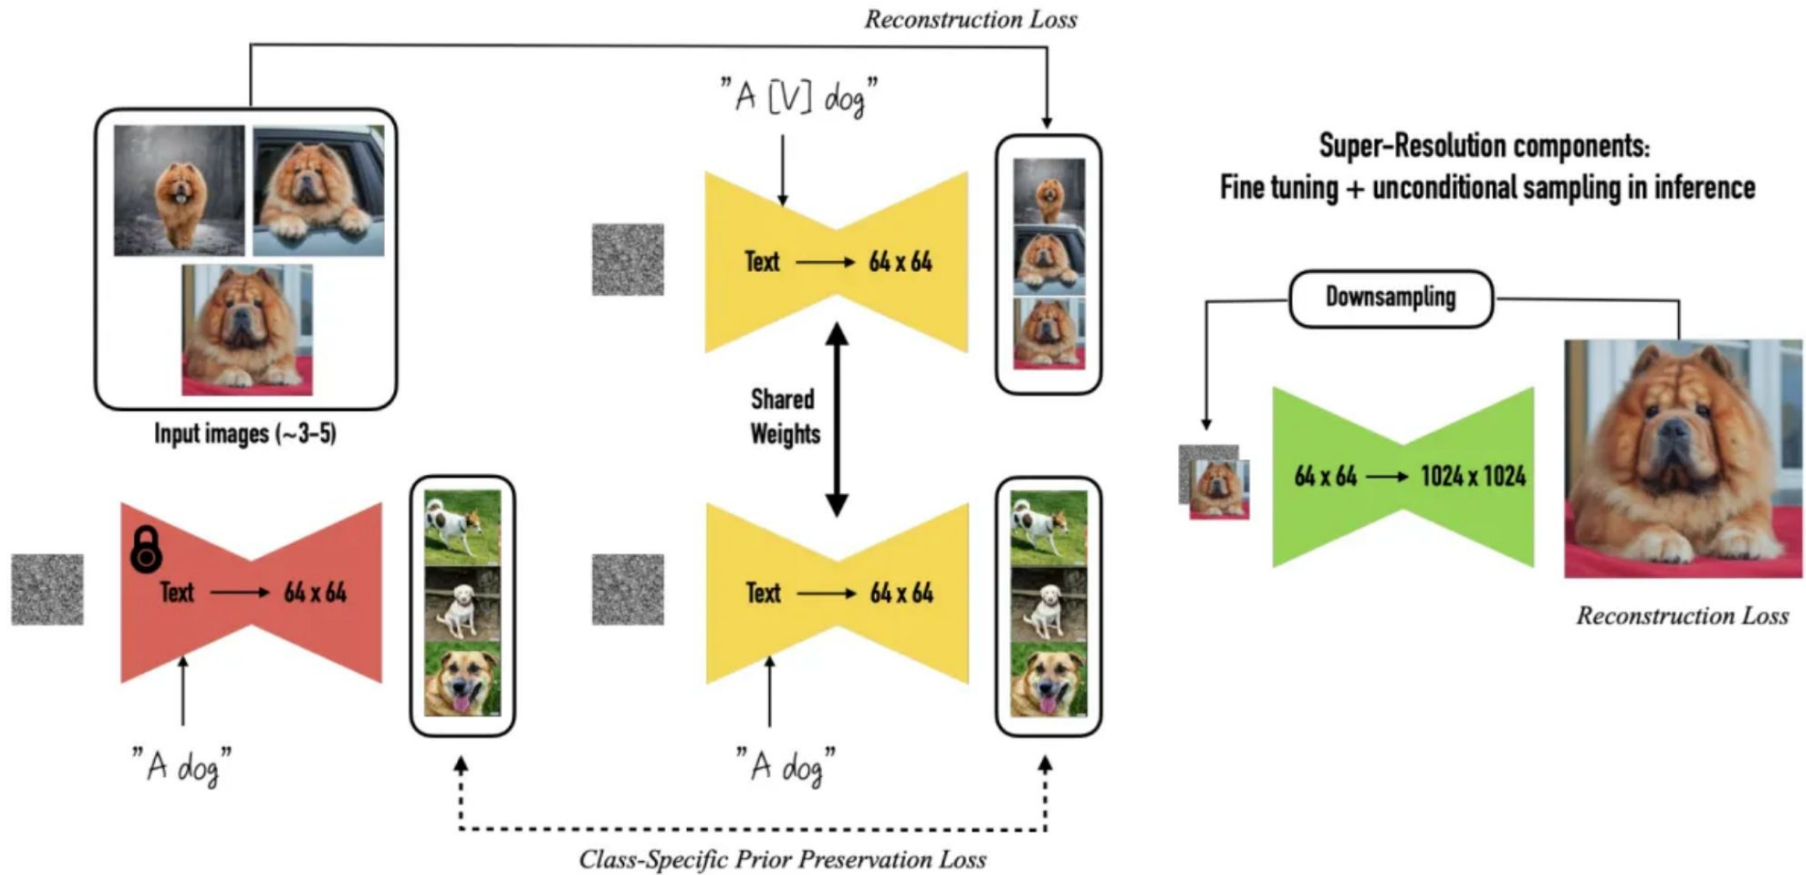 Reconstruction Loss
"A [V] dog"
Text → 64 x 64
Input images (~3-5)
Shared
Weights
Text → 64 x 64
"A dog"
Text → 64 x 64
"A dog"
Class-Specific Prior Preservation Loss
Super-Resolution components:
Fine tuning + unconditional sampling in inference
Downsampling
64 x 64 → 1024 x 1024
Reconstruction Loss